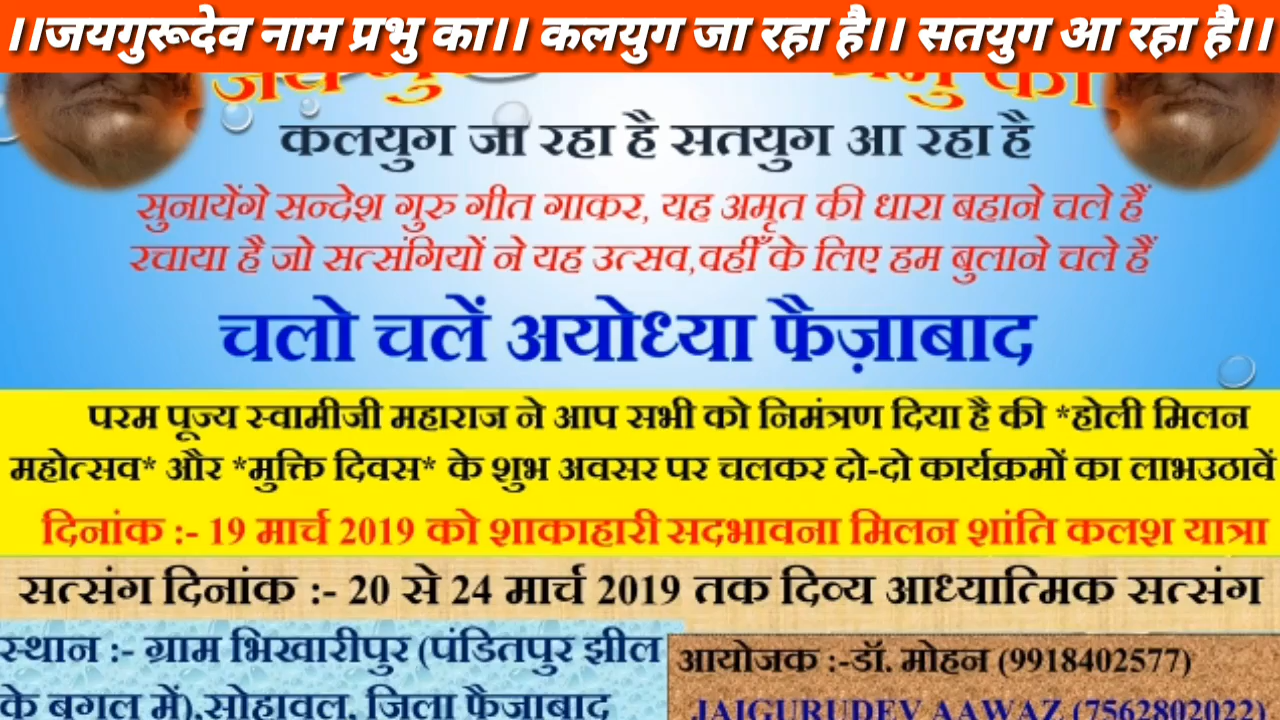 ।।जयगुरूदेव नाम प्रभु का।। कलयुग जा रहा है।। सतयुग आ रहा है।।
कलयुग जा रहा है सतयुग आ रहा है
सुनायेंगे सन्देश गुरु गीत गाकर, यह अमृत की धारा बहाने चले हैं
रचाया है जो सत्संगियों ने यह उत्सव,वहीँ के लिए हम बुलाने चले हैं
चलो चलें अयोध्या फैज़ाबाद
परम पूज्य स्वामीजी महाराज ने आप सभी को निमंत्रण दिया है की *होली मिलन
महोत्सव* और *मुक्ति दिवस* के शुभ अवसर पर चलकर दो-दो कार्यक्रमों का लाभउठावें
दिनांक :- 19 मार्च 2019 को शाकाहारी सदभावना मिलन शांति कलश यात्रा
सत्संग दिनांक :- 20 से 24 मार्च 2019 तक दिव्य आध्यात्मिक सत्संग
स्थान :- ग्राम भिखारीपुर (पंडितपुर झील
के बगल में),सोहावल, जिला फैजाबाद
आयोजक :-डॉ. मोहन (9918402577)
JAIGURUDEV AAWAZ (7562802022)